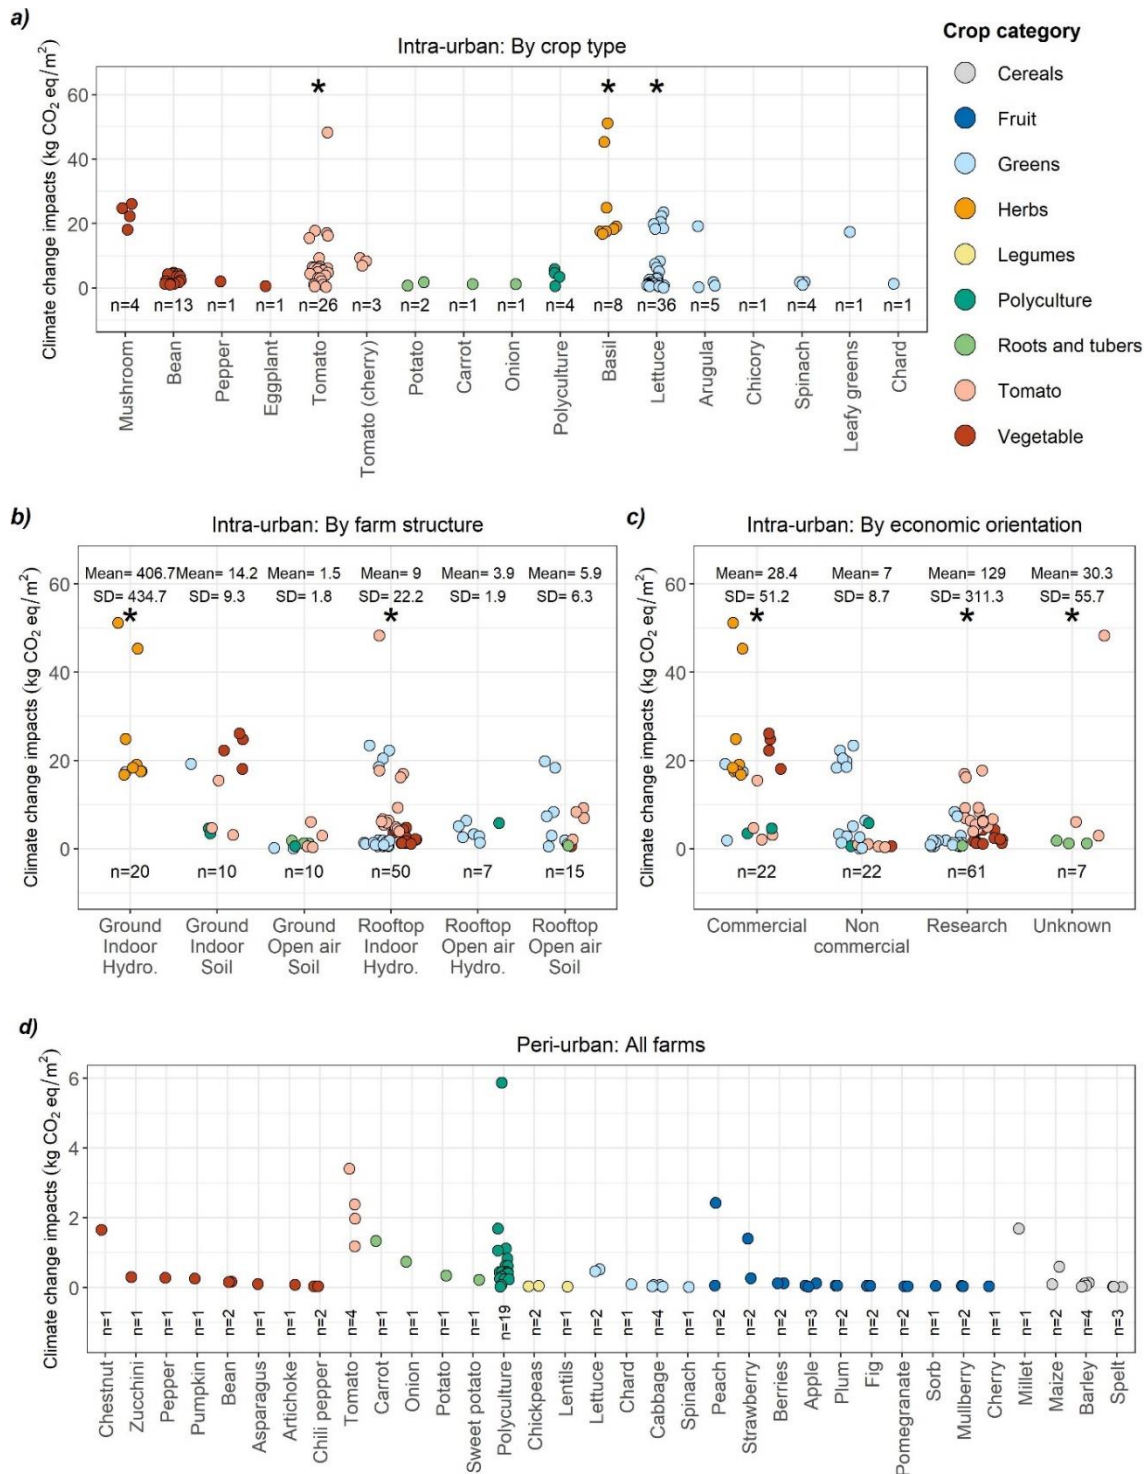 a)
Intra-urban: By crop type
Climate change impacts (kg CO₂ eq/m²)
60
40
20
0
* * *
n=4 n=13 n=1 n=1 n=26 n=3 n=2 n=1 n=1 n=4 n=8 n=36 n=5 n=1 n=4 n=1 n=1
Mushroom
Bean
Pepper
Eggplant
Tomato
Tomato (cherry)
Potato
Carrot
Onion
Polyculture
Basil
Lettuce
Arugula
Chicory
Spinach
Leafy greens
Chard
Crop category
Cereals
Fruit
Greens
Herbs
Legumes
Polyculture
Roots and tubers
Tomato
Vegetable
b)
Intra-urban: By farm structure
Climate change impacts (kg CO₂ eq/m²)
60
40
20
0
Mean= 406.7 Mean= 14.2 Mean= 1.5 Mean= 9 Mean= 3.9 Mean= 5.9
SD= 434.7 SD= 9.3 SD= 1.8 SD= 22.2 SD= 1.9 SD= 6.3
* *
n=20 n=10 n=10 n=50 n=7 n=15
Ground Ground Ground Rooftop Rooftop Rooftop
Indoor Indoor Open air Indoor Open air Open air
Hydro. Soil Soil Hydro. Hydro. Soil
c)
Intra-urban: By economic orientation
Climate change impacts (kg CO₂ eq/m²)
60
40
20
0
Mean= 28.4 Mean= 7 Mean= 129 Mean= 30.3
SD= 51.2 SD= 8.7 SD= 311.3 SD= 55.7
* * *
n=22 n=22 n=61 n=7
Commercial Non Research Unknown
commercial
d)
Peri-urban: All farms
Climate change impacts (kg CO₂ eq/m²)
6
4
2
0
n=1 n=1 n=1 n=1 n=2 n=1 n=1 n=2 n=4 n=1 n=1 n=1 n=1 n=19 n=2 n=1 n=2 n=1 n=4 n=1 n=2 n=2 n=2 n=3 n=2 n=2 n=2 n=1 n=2 n=1 n=1 n=2 n=4 n=3
Chestnut
Zucchini
Pepper
Pumpkin
Bean
Asparagus
Artichoke
Chili pepper
Tomato
Carrot
Onion
Potato
Sweet potato
Polyculture
Chickpeas
Lentils
Lettuce
Chard
Cabbage
Spinach
Peach
Strawberry
Berries
Apple
Plum
Fig
Pomegranate
Sorb
Mullberry
Cherry
Millet
Maize
Barley
Spelt